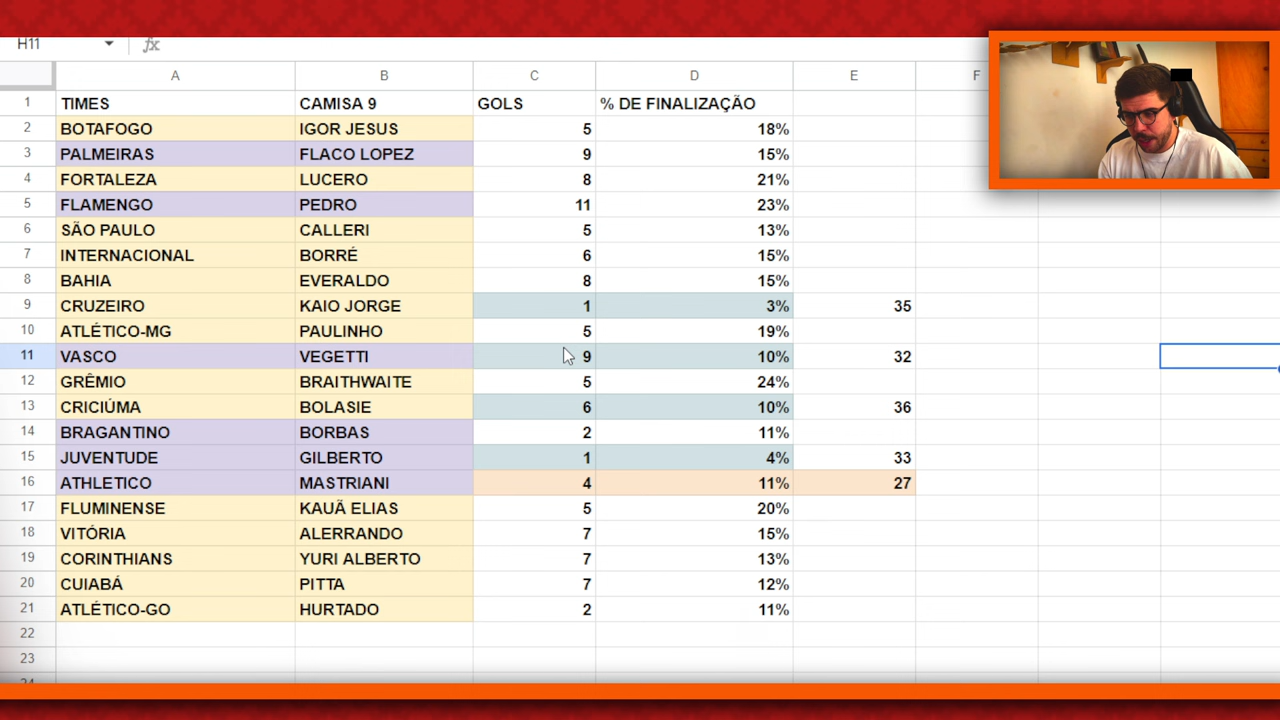 H11 fx
A B C D E F
1 TIMES CAMISA 9 GOLS % DE FINALIZAÇÃO
2 BOTAFOGO IGOR JESUS 5 18%
3 PALMEIRAS FLACO LOPEZ 9 15%
4 FORTALEZA LUCERO 8 21%
5 FLAMENGO PEDRO 11 23%
6 SÃO PAULO CALLERI 5 13%
7 INTERNACIONAL BORRÉ 6 15%
8 BAHIA EVERALDO 8 15%
9 CRUZEIRO KAIO JORGE 1 3% 35
10 ATLÉTICO-MG PAULINHO 5 19%
11 VASCO VEGETTI 9 10% 32
12 GRÊMIO BRAITHWAITE 5 24%
13 CRICIÚMA BOLASIE 6 10% 36
14 BRAGANTINO BORBAS 2 11%
15 JUVENTUDE GILBERTO 1 4% 33
16 ATHLETICO MASTRIANI 4 11% 27
17 FLUMINENSE KAUÃ ELIAS 5 20%
18 VITÓRIA ALERRANDO 7 15%
19 CORINTHIANS YURI ALBERTO 7 13%
20 CUIABÁ PITTA 7 12%
21 ATLÉTICO-GO HURTADO 2 11%
22
23
24